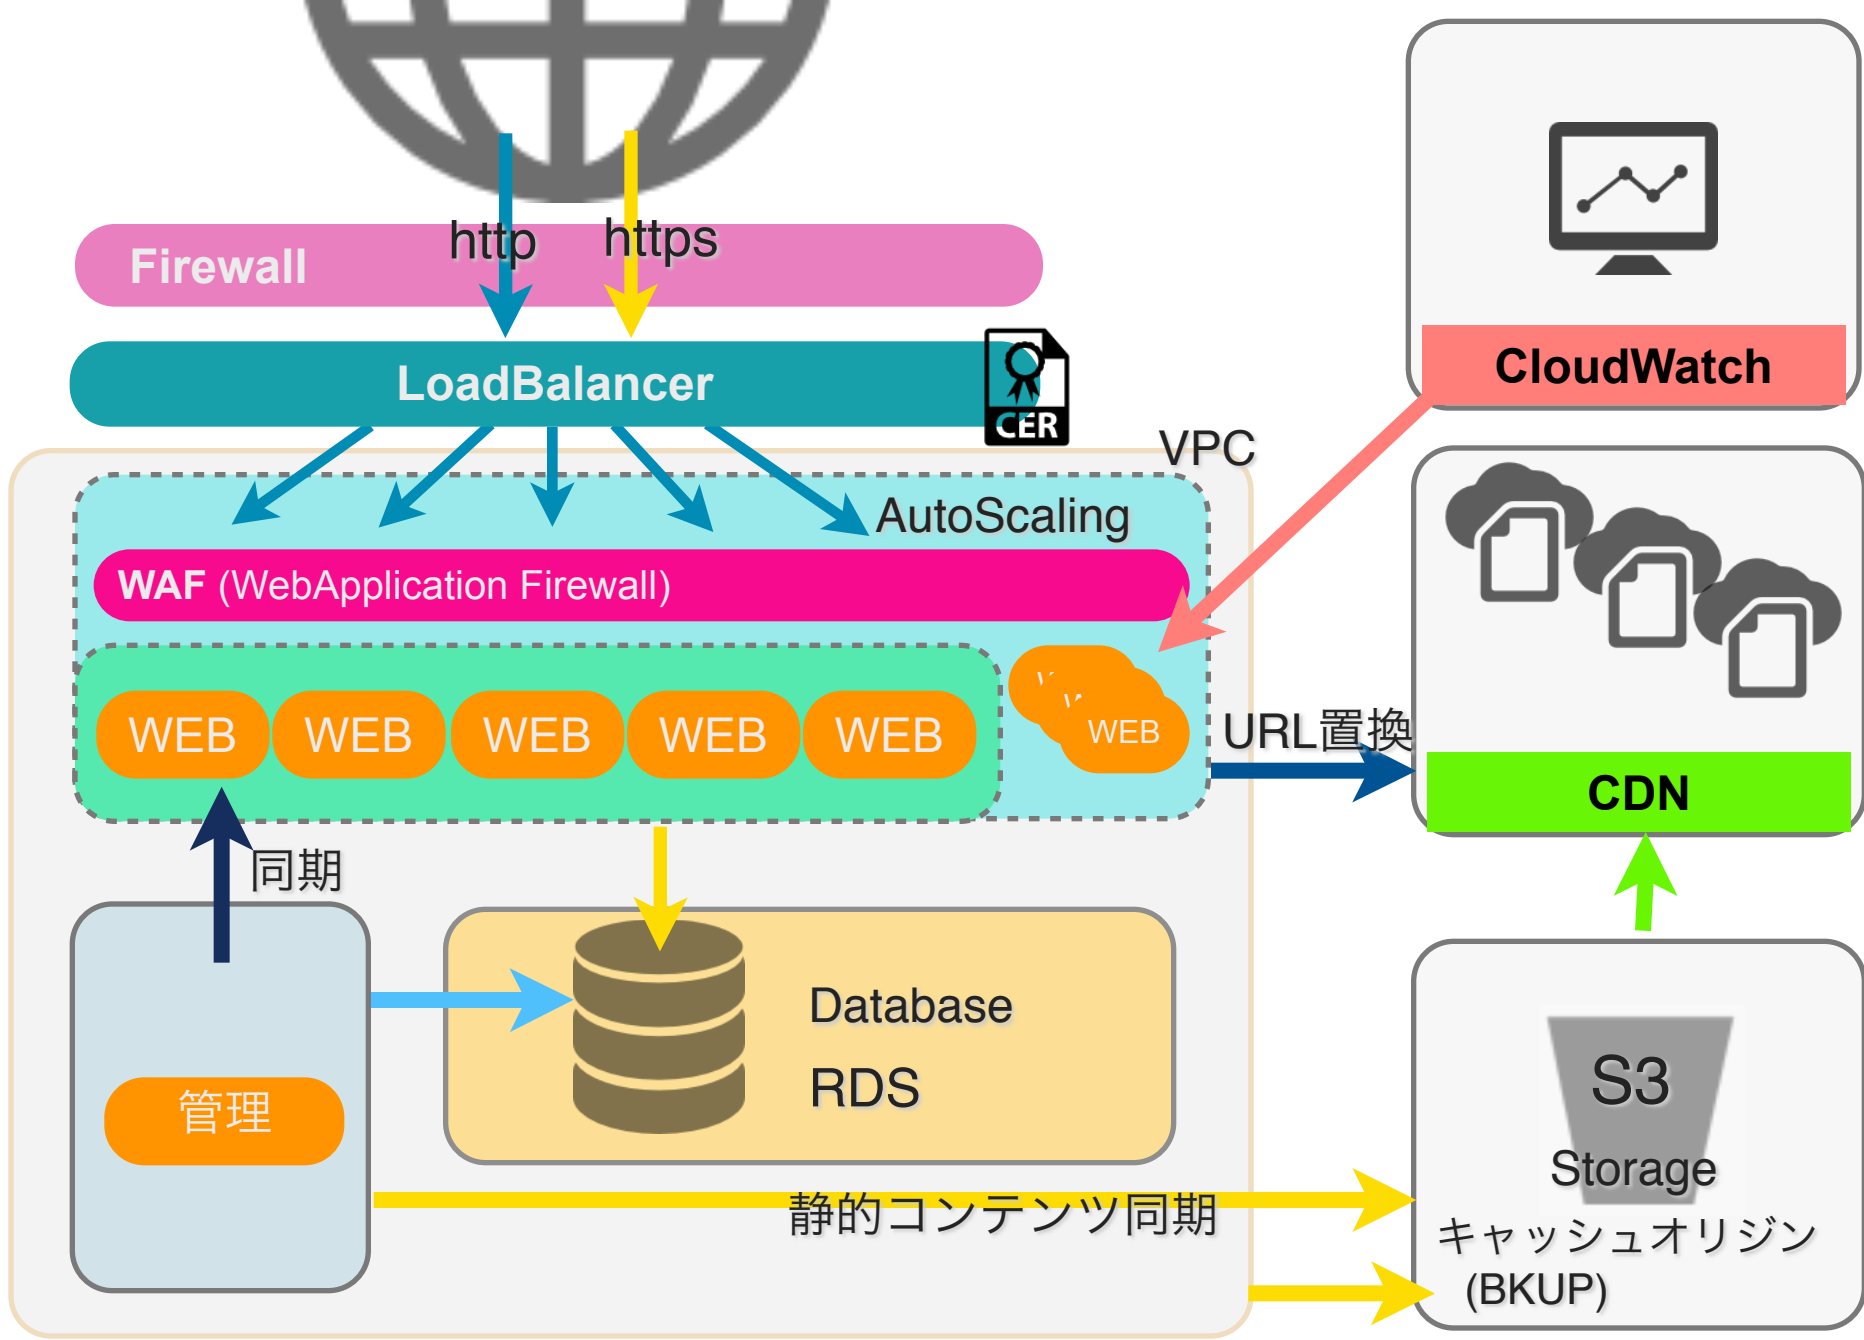 http
https
Firewall
LoadBalancer
CER
CloudWatch
VPC
AutoScaling
WAF (WebApplication Firewall)
WEB
WEB
WEB
WEB
WEB
WEB
URL置換
CDN
同期
管理
Database
RDS
S3
Storage
静的コンテンツ同期
キャッシュオリジン
(BKUP)